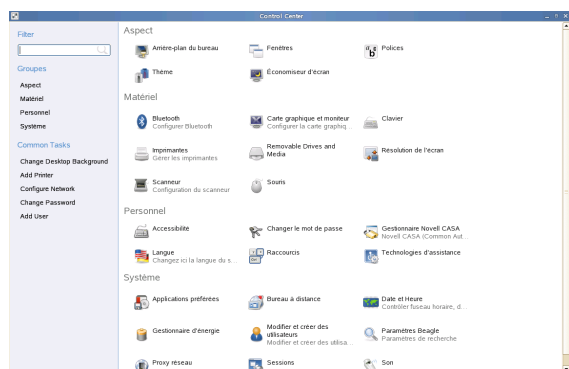 Control Center
Filter
Groupes
Aspect
Matériel
Personnel
Système
Common Tasks
Change Desktop Background
Add Printer
Configure Network
Change Password
Add User
Aspect
Arrière-plan du bureau
Fenêtres
Polices
Thème
Économiseur d'écran
Matériel
Bluetooth
Configurer Bluetooth
Carte graphique et moniteur
Configurer la carte graphiq...
Clavier
Imprimantes
Gérer les imprimantes
Removable Drives and
Media
Résolution de l'ecran
Scanneur
Configuration du scanneur
Souris
Personnel
Accessibilité
Changer le mot de passe
Gestionnaire Novell CASA
Novell CASA (Common Aut...
Langue
Changez ici la langue du s...
Raccourcis
Technologies d'assistance
Système
Applications préférées
Bureau à distance
Date et Heure
Contrôler fuseau horaire, d...
Gestionnaire d'énergie
Modifier et créer des
utilisateurs
Modifier et créer des utilisa...
Paramètres Beagle
Paramètres de recherche
Proxy réseau
Sessions
Son